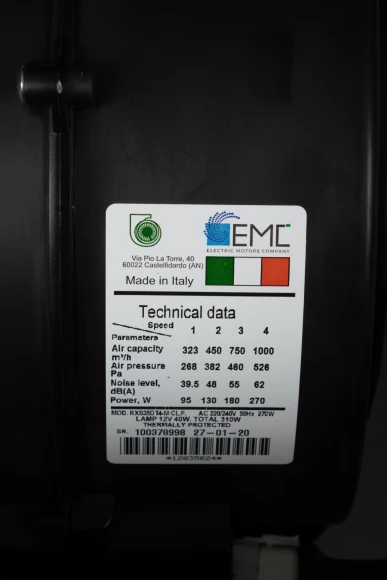 EMC
ELECTRIC MOTORS COMPANY
Via Pio La Torre, 40
60022 Castelfidardo (AN)
Made in Italy
Technical data
Speed 1 2 3 4
Parameters
Air capacity 323 450 750 1000
m³/h
Air pressure 268 382 460 526
Pa
Noise level, 39.5 48 55 62
dB(A)
Power, W 95 130 180 270
AC 220/240V 50Hz 270W
LAMP 12V 40W. TOTAL 310W
THERMALLY PROTECTED
SR. 100378998 27-01-20
*12835024*